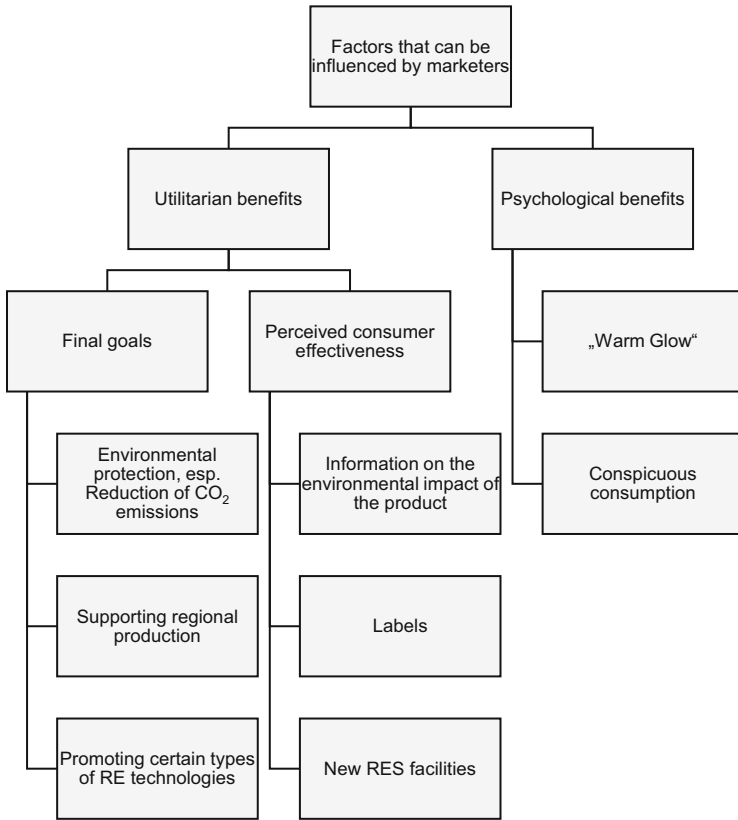 Factors that can be
influenced by marketers
Utilitarian benefits
Psychological benefits
Final goals
Perceived consumer
effectiveness
„Warm Glow“
Environmental
protection, esp.
Reduction of CO₂
emissions
Information on the
environmental impact of
the product
Conspicuous
consumption
Supporting regional
production
Labels
Promoting certain types
of RE technologies
New RES facilities